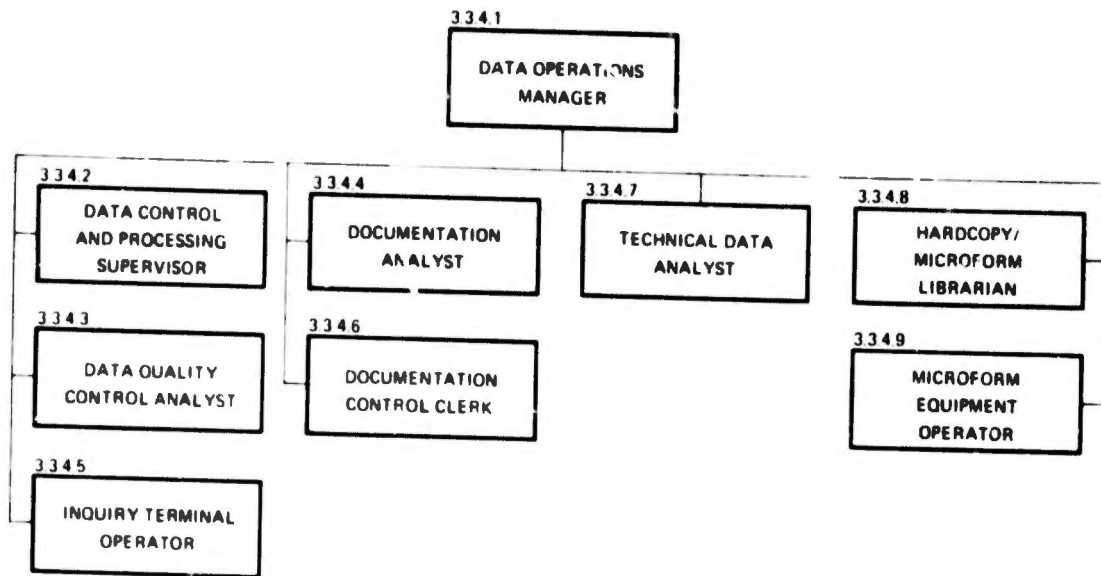 3.3.4.1
DATA OPERATIONS
MANAGER
3.3.4.2
DATA CONTROL
AND PROCESSING
SUPERVISOR
3.3.4.4
DOCUMENTATION
ANALYST
3.3.4.7
TECHNICAL DATA
ANALYST
3.3.4.8
HARDCOPY/
MICROFORM
LIBRARIAN
3.3.4.3
DATA QUALITY
CONTROL ANALYST
3.3.4.6
DOCUMENTATION
CONTROL CLERK
3.3.4.9
MICROFORM
EQUIPMENT
OPERATOR
3.3.4.5
INQUIRY TERMINAL
OPERATOR